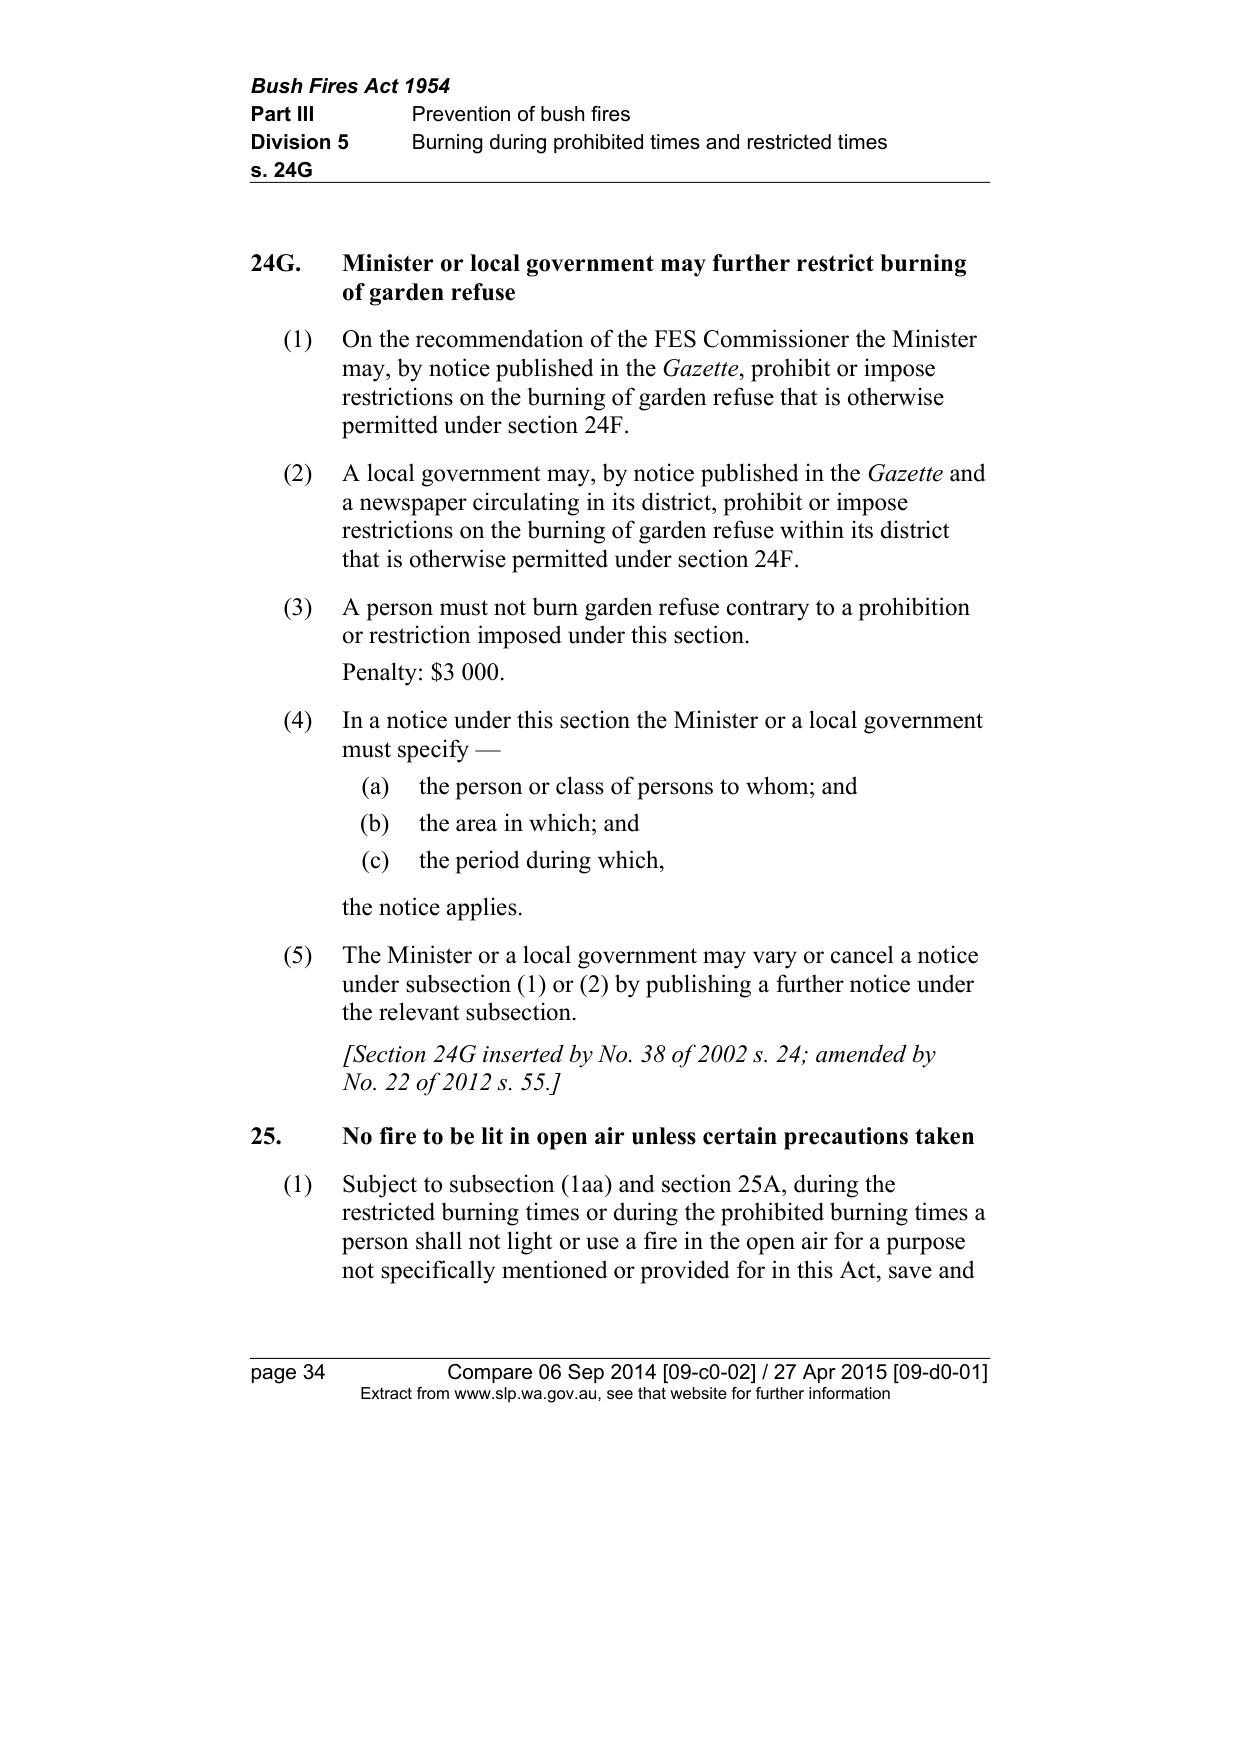 Bush Fires Act 1954
Part III Prevention of bush fires
Division 5 Burning during prohibited times and restricted times
s. 24G
24G. Minister or local government may further restrict burning
of garden refuse
(1) On the recommendation of the FES Commissioner the Minister
may, by notice published in the Gazette, prohibit or impose
restrictions on the burning of garden refuse that is otherwise
permitted under section 24F.
(2) A local government may, by notice published in the Gazette and
a newspaper circulating in its district, prohibit or impose
restrictions on the burning of garden refuse within its district
that is otherwise permitted under section 24F.
(3) A person must not burn garden refuse contrary to a prohibition
or restriction imposed under this section.
Penalty: $3 000.
(4) In a notice under this section the Minister or a local government
must specify —
(a) the person or class of persons to whom; and
(b) the area in which; and
(c) the period during which,
the notice applies.
(5) The Minister or a local government may vary or cancel a notice
under subsection (1) or (2) by publishing a further notice under
the relevant subsection.
[Section 24G inserted by No. 38 of 2002 s. 24; amended by
No. 22 of 2012 s. 55.]
25. No fire to be lit in open air unless certain precautions taken
(1) Subject to subsection (1aa) and section 25A, during the
restricted burning times or during the prohibited burning times a
person shall not light or use a fire in the open air for a purpose
not specifically mentioned or provided for in this Act, save and
page 34 Compare 06 Sep 2014 [09-c0-02] / 27 Apr 2015 [09-d0-01]
Extract from www.slp.wa.gov.au, see that website for further information